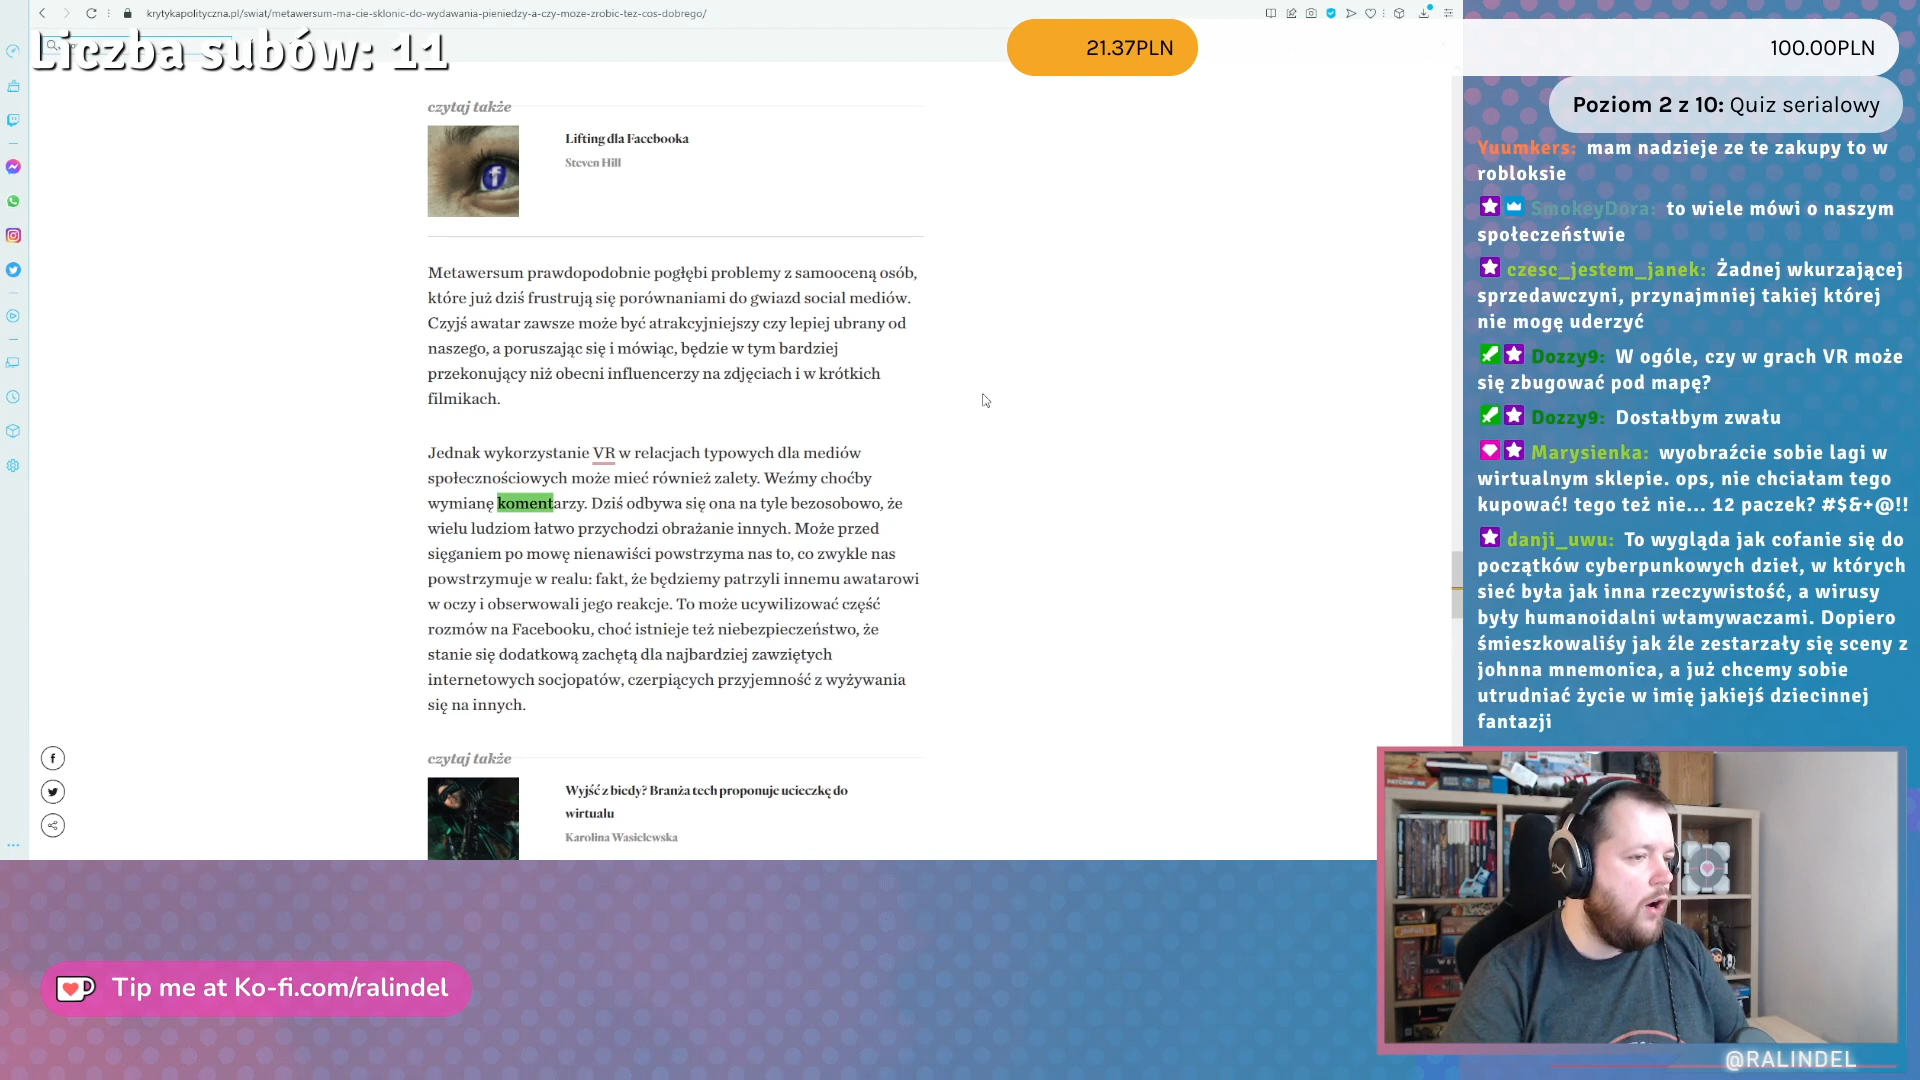 krytykapolityczna.pl/swiat/metawersum-ma-cie-sklonic-do-wydawania-pieniedzy-a-czy-moze-zrobic-tez-cos-dobrego/
Liczba subów: 11
21.37PLN
100.00PLN
Poziom 2 z 10: Quiz serialowy
czytaj także
Lifting dla Facebooka
Steven Hill
Metawersum prawdopodobnie pogłębi problemy z samooceną osób,
które już dziś frustrują się porównaniami do gwiazd social mediów.
Czyjś awatar zawsze może być atrakcyjniejszy czy lepiej ubrany od
naszego, a poruszając się i mówiąc, będzie w tym bardziej
przekonujący niż obecni influencerzy na zdjęciach i w krótkich
filmikach.
Jednak wykorzystanie VR w relacjach typowych dla mediów
społecznościowych może mieć również zalety. Weźmy choćby
wymianę komentarzy. Dziś odbywa się ona na tyle bezosobowo, że
wielu ludziom łatwo przychodzi obrażanie innych. Może przed
sięganiem po mowę nienawiści powstrzyma nas to, co zwykle nas
powstrzymuje w realu: fakt, że będziemy patrzyli innemu awatarowi
w oczy i obserwowali jego reakcje. To może ucywilizować część
rozmów na Facebooku, choć istnieje też niebezpieczeństwo, że
stanie się dodatkową zachętą dla najbardziej zawziętych
internetowych socjopatów, czerpiących przyjemność z wyżywania
się na innych.
czytaj także
Wyjść z biedy? Branża tech proponuje ucieczkę do
wirtualu
Karolina Wasielewska
Yuumkers: mam nadzieje ze te zakupy to w
robloksie
SmokeyDora: to wiele mówi o naszym
społeczeństwie
czesc_jestem_janek: Żadnej wkurzającej
sprzedawczyni, przynajmniej takiej której
nie mogę uderzyć
Dozzy9: W ogóle, czy w grach VR może
się zbugować pod mapę?
Dozzy9: Dostałbym zwału
Marysienka: wyobraźcie sobie lagi w
wirtualnym sklepie. ops, nie chciałam tego
kupować! tego też nie... 12 paczek? #$&+@!!
danji_uwu: To wygląda jak cofanie się do
początków cyberpunkowych dzieł, w których
sieć była jak inna rzeczywistość, a wirusy
były humanoidalni włamywaczami. Dopiero
śmieszkowaliśy jak źle zestarzały się sceny z
johnna mnemonica, a już chcemy sobie
utrudniać życie w imię jakiejś dziecinnej
fantazji
Tip me at Ko-fi.com/ralindel
@RALINDEL